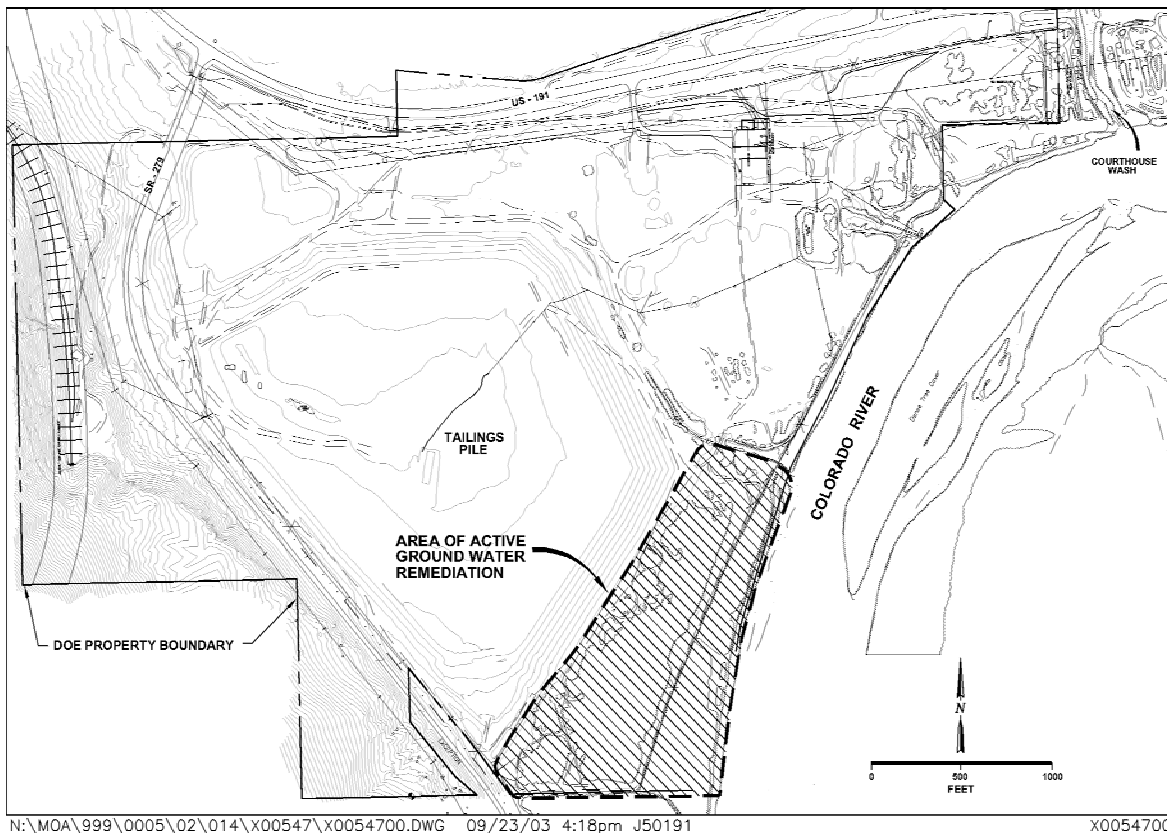 US - 191
SR - 279
COURTHOUSE
WASH
COLORADO RIVER
TAILINGS
PILE
AREA OF ACTIVE
GROUND WATER
REMEDIATION
DOE PROPERTY BOUNDARY
N
0 500 1000
FEET
N:\MOA\999\0005\02\014\X00547\X0054700.DWG 09/23/03 4:18pm J50191
X0054700